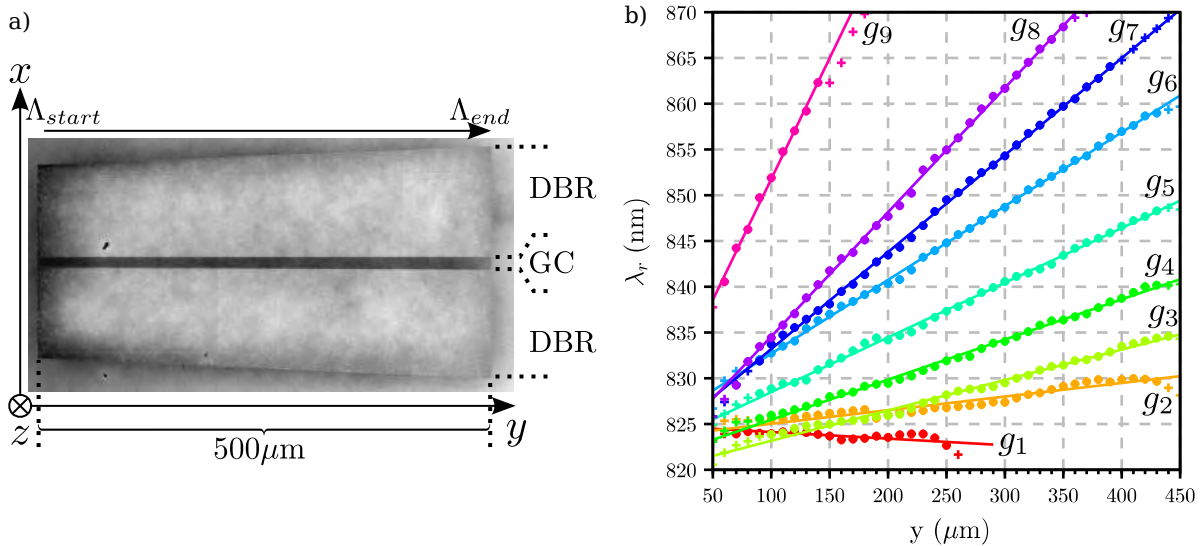 a)
x
Λstart
Λend
DBR
GC
DBR
z
y
500μm
b)
870
865
860
855
850
845
840
835
830
825
820
λr (nm)
g9
g8
g7
g6
g5
g4
g3
g2
g1
50 100 150 200 250 300 350 400 450
y (μm)